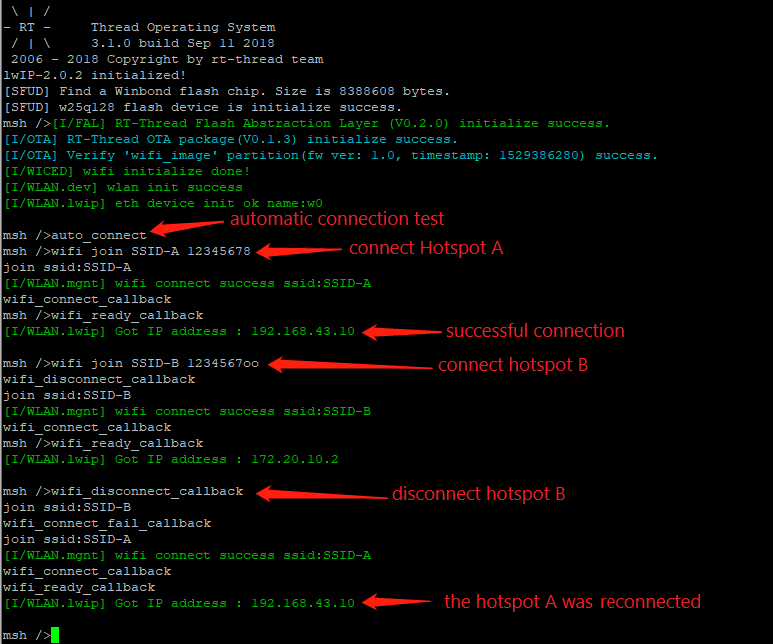 \ | /
- RT - Thread Operating System
/ | \ 3.1.0 build Sep 11 2018
2006 - 2018 Copyright by rt-thread team
lwIP-2.0.2 initialized!
[SFUD] Find a Winbond flash chip. Size is 8388608 bytes.
[SFUD] w25ql28 flash device is initialize success.
msh />[I/FAL] RT-Thread Flash Abstraction Layer (V0.2.0) initialize success.
[I/OTA] RT-Thread OTA package(V0.1.3) initialize success.
[I/OTA] Verify 'wifi_image' partition(fw ver: 1.0, timestamp: 1529386280) success.
[I/WICED] wifi initialize done!
[I/WLAN.dev] wlan init success
[I/WLAN.lwip] eth device init ok name:w0
automatic connection test
msh />auto_connect
msh />wifi join SSID-A 12345678 connect Hotspot A
join ssid:SSID-A
[I/WLAN.mgnt] wifi connect success ssid:SSID-A
wifi_connect_callback
msh />wifi_ready_callback
[I/WLAN.lwip] Got IP address : 192.168.43.10 successful connection
msh />wifi join SSID-B 1234567oo connect hotspot B
wifi_disconnect_callback
join ssid:SSID-B
[I/WLAN.mgnt] wifi connect success ssid:SSID-B
wifi_connect_callback
msh />wifi_ready_callback
[I/WLAN.lwip] Got IP address : 172.20.10.2
msh />wifi_disconnect_callback disconnect hotspot B
join ssid:SSID-B
wifi_connect_fail_callback
join ssid:SSID-A
[I/WLAN.mgnt] wifi connect success ssid:SSID-A
wifi_connect_callback
wifi_ready_callback
[I/WLAN.lwip] Got IP address : 192.168.43.10 the hotspot A was reconnected
msh />